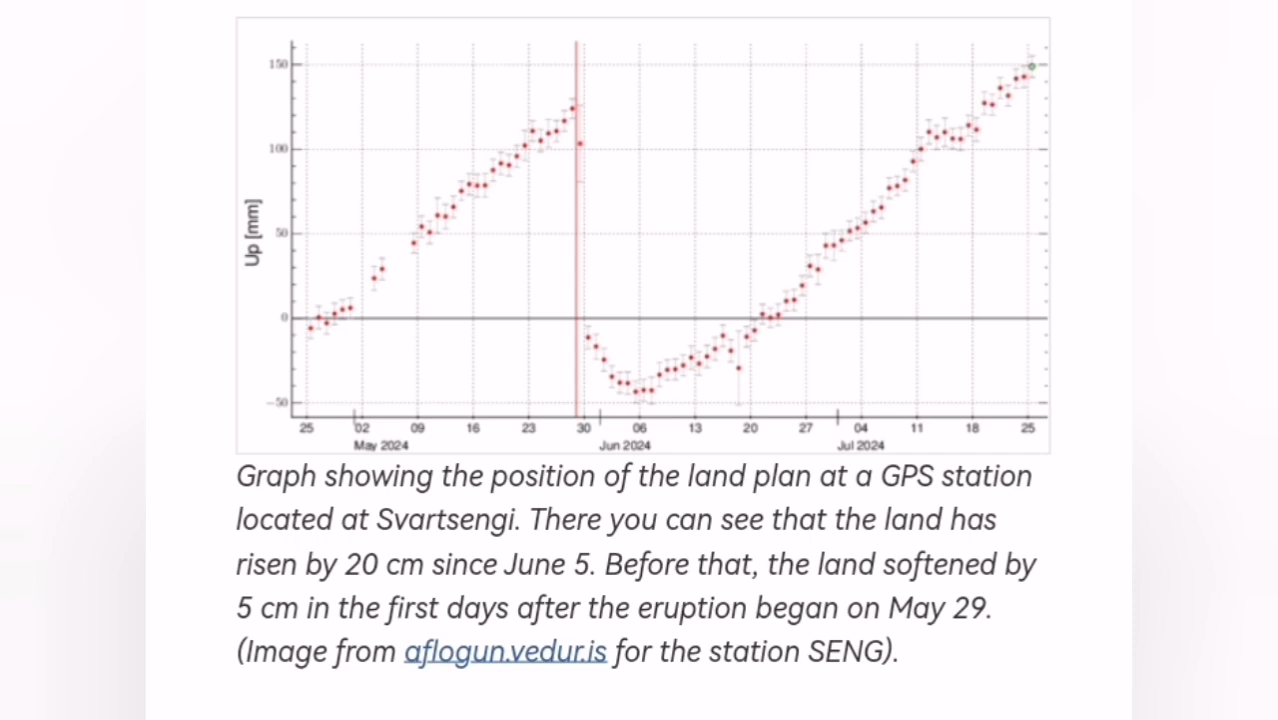 150
100
50
0
-50
Up [mm]
25 02 09 16 23 30 06 13 20 27 04 11 18 25
May 2024 Jun 2024 Jul 2024
Graph showing the position of the land plan at a GPS station
located at Svartsengi. There you can see that the land has
risen by 20 cm since June 5. Before that, the land softened by
5 cm in the first days after the eruption began on May 29.
(Image from aflogun.vedur.is for the station SENG).